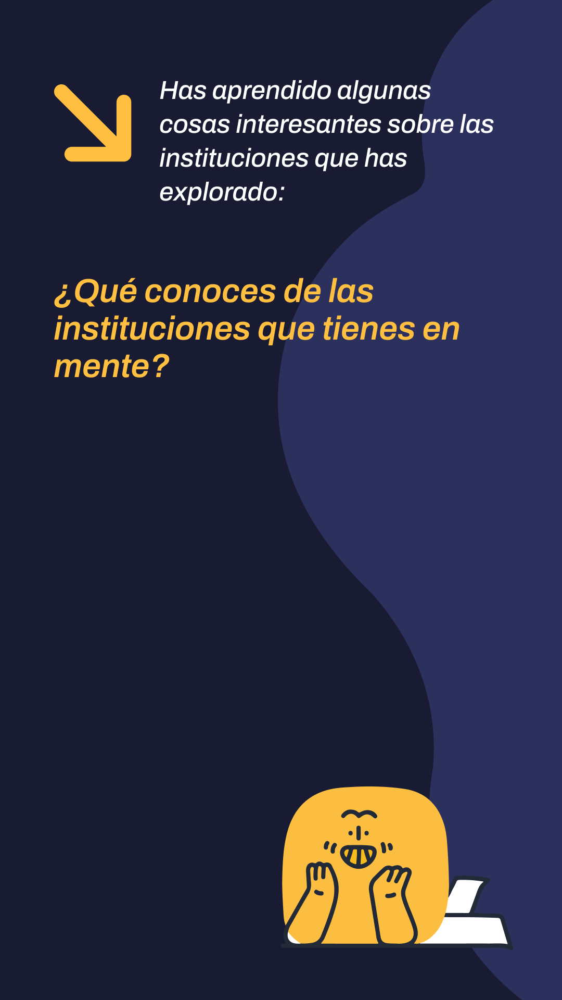 Has aprendido algunas
cosas interesantes sobre las
instituciones que has
explorado:
¿Qué conoces de las
instituciones que tienes en
mente?